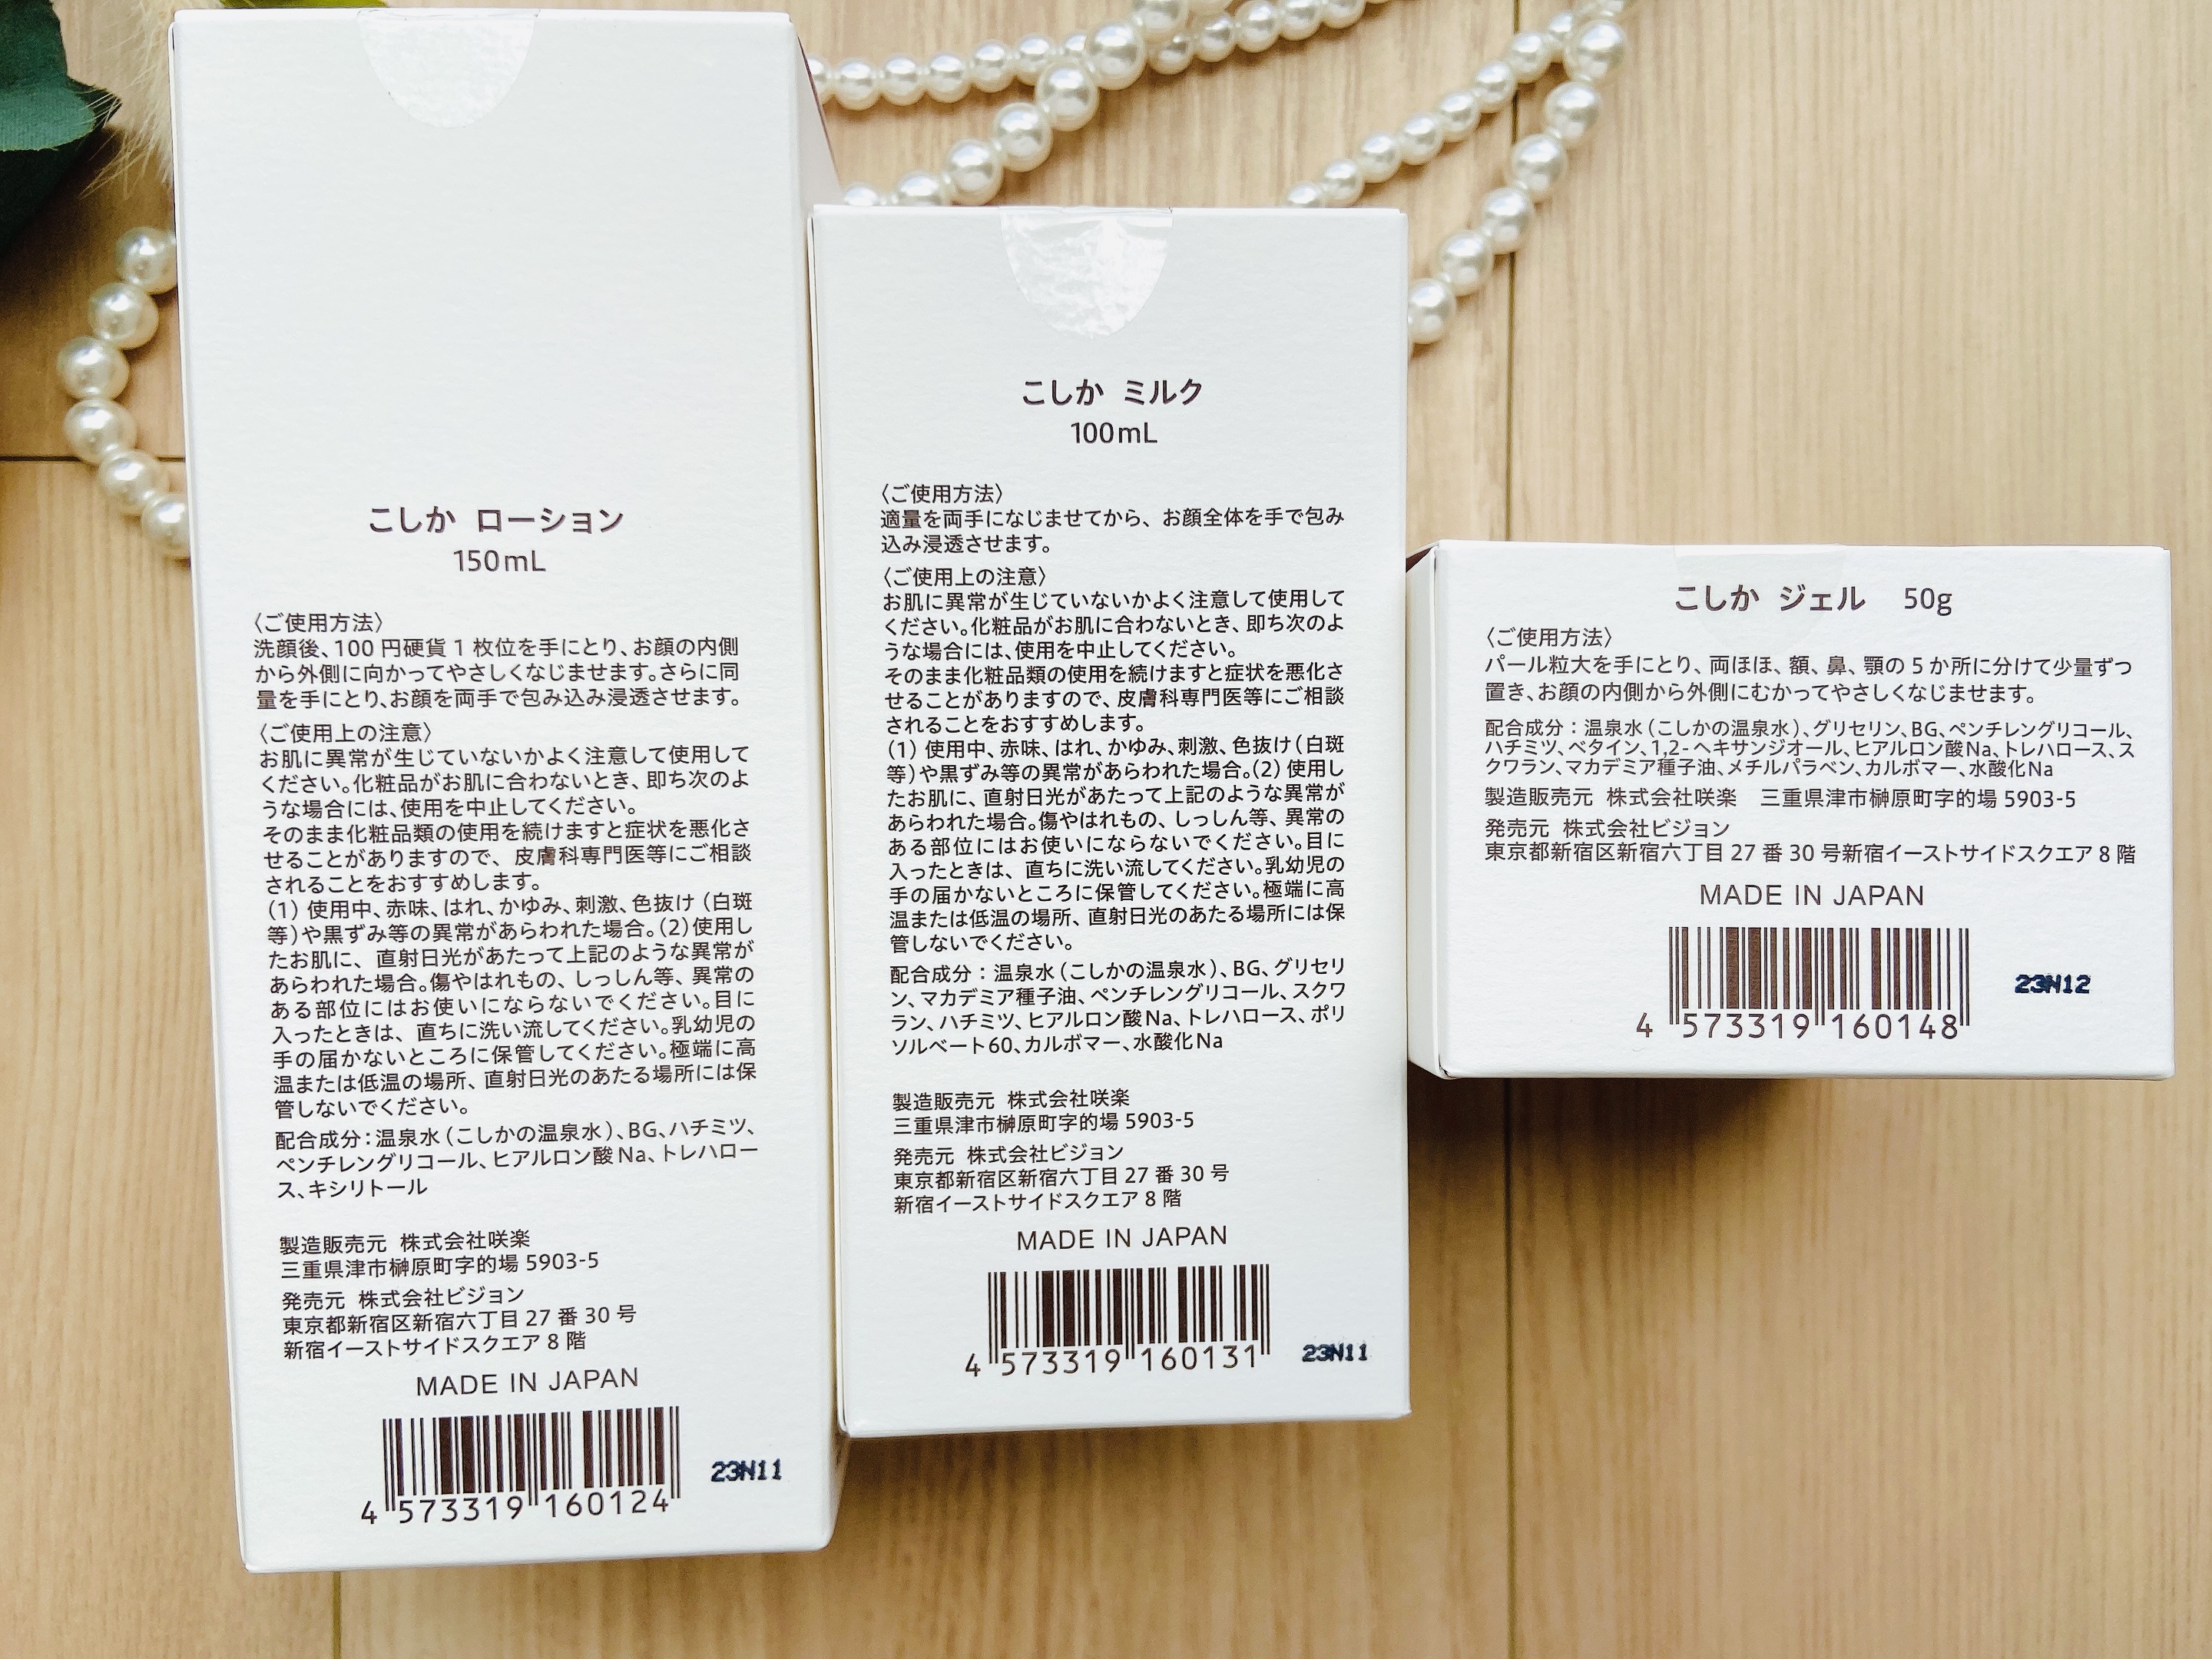 こしか ローション
150mL
〈ご使用方法〉
洗顔後、100円硬貨1枚位を手にとり、お顔の内側
から外側に向かってやさしくなじませます。さらに同
量を手にとり、お顔を両手で包み込み浸透させます。
〈ご使用上の注意〉
お肌に異常が生じていないかよく注意して使用して
ください。化粧品がお肌に合わないとき、即ち次のよ
うな場合には、使用を中止してください。
そのまま化粧品類の使用を続けますと症状を悪化さ
せることがありますので、皮膚科専門医等にご相談
されることをおすすめします。
(1) 使用中、赤味、はれ、かゆみ、刺激、色抜け(白斑
等)や黒ずみ等の異常があらわれた場合。(2)使用し
たお肌に、直射日光があたって上記のような異常が
あらわれた場合。傷やはれもの、しっしん等、異常の
ある部位にはお使いにならないでください。目に
入ったときは、直ちに洗い流してください。乳幼児の
手の届かないところに保管してください。極端に高
温または低温の場所、直射日光のあたる場所には保
管しないでください。
配合成分:温泉水(こしかの温泉水)、BG、ハチミツ、
ペンチレングリコール、ヒアルロン酸Na、トレハロー
ス、キシリトール
製造販売元 株式会社咲楽
三重県津市榊原町字的場 5903-5
発売元 株式会社ビジョン
東京都新宿区新宿六丁目27番30号
新宿イーストサイドスクエア8階
MADE IN JAPAN
4 573319 160124
23N11
こしか ミルク
100mL
〈ご使用方法〉
適量を両手になじませてから、お顔全体を手で包み
込み浸透させます。
〈ご使用上の注意〉
お肌に異常が生じていないかよく注意して使用して
ください。化粧品がお肌に合わないとき、即ち次のよ
うな場合には、使用を中止してください。
そのまま化粧品類の使用を続けますと症状を悪化さ
せることがありますので、皮膚科専門医等にご相談
されることをおすすめします。
(1) 使用中、赤味、はれ、かゆみ、刺激、色抜け(白斑
等)や黒ずみ等の異常があらわれた場合。(2)使用し
たお肌に、直射日光があたって上記のような異常が
あらわれた場合。傷やはれもの、しっしん等、異常の
ある部位にはお使いにならないでください。目に
入ったときは、直ちに洗い流してください。乳幼児の
手の届かないところに保管してください。極端に高
温または低温の場所、直射日光のあたる場所には保
管しないでください。
配合成分:温泉水(こしかの温泉水)、BG、グリセリ
ン、マカデミア種子油、ペンチレングリコール、スクワ
ラン、ハチミツ、ヒアルロン酸Na、トレハロース、ポリ
ソルベート60、カルボマー、水酸化Na
製造販売元 株式会社咲楽
三重県津市榊原町字的場 5903-5
発売元 株式会社ビジョン
東京都新宿区新宿六丁目27番30号
新宿イーストサイドスクエア8階
MADE IN JAPAN
4 573319 160131
23N11
こしか ジェル 50g
〈ご使用方法〉
パール粒大を手にとり、両ほほ、額、鼻、顎の5か所に分けて少量ずつ
置き、お顔の内側から外側にむかってやさしくなじませます。
配合成分:温泉水(こしかの温泉水)、グリセリン、BG、ペンチレングリコール、
ハチミツ、ベタイン、1,2-ヘキサンジオール、ヒアルロン酸Na、トレハロース、ス
クワラン、マカデミア種子油、メチルパラベン、カルボマー、水酸化Na
製造販売元 株式会社咲楽 三重県津市榊原町字的場 5903-5
発売元 株式会社ビジョン
東京都新宿区新宿六丁目27番30号新宿イーストサイドスクエア8階
MADE IN JAPAN
4 573319 160148
23N12